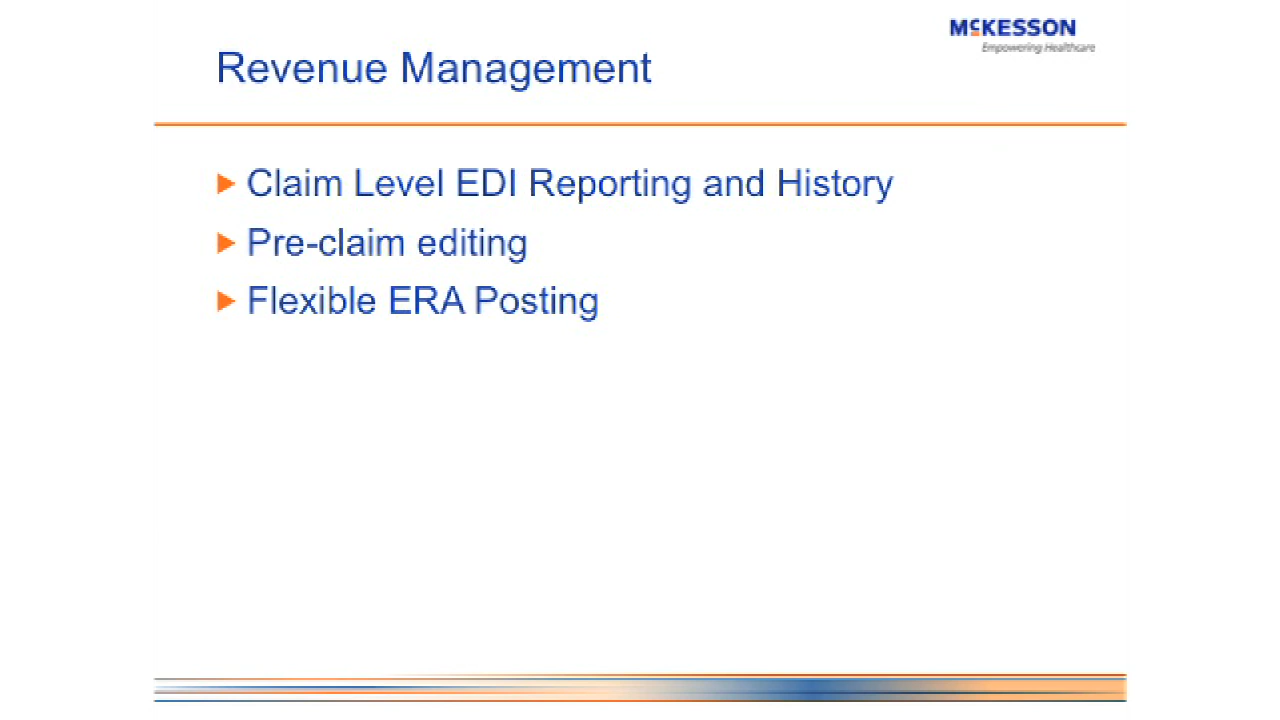 McKESSON
Empowering Healthcare
Revenue Management
Claim Level EDI Reporting and History
Pre-claim editing
Flexible ERA Posting